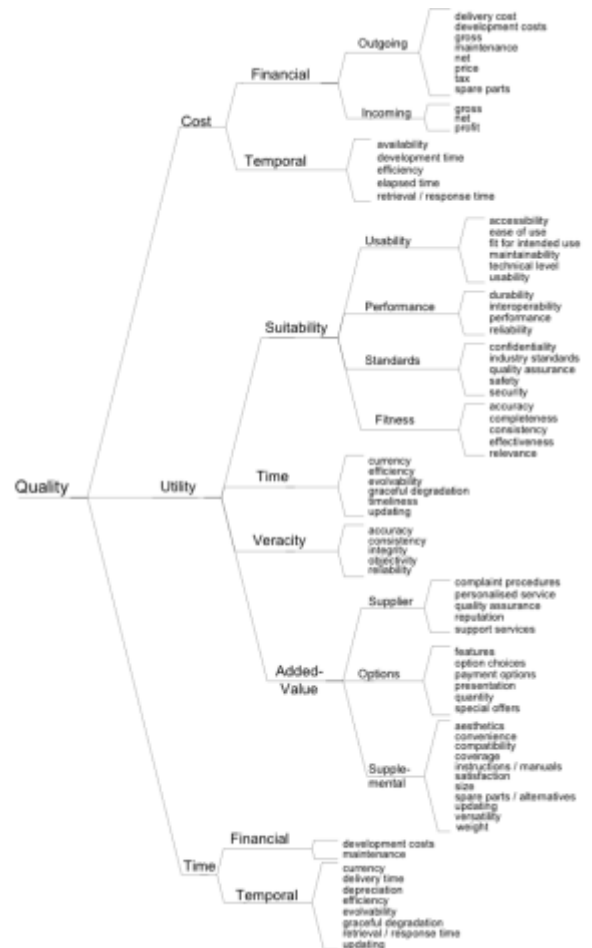 Quality
Cost
Financial
Outgoing
delivery cost
development costs
gross
maintenance
net
price
tax
spare parts
Incoming
gross
net
profit
Temporal
availability
development time
efficiency
elapsed time
retrieval / response time
Utility
Suitability
Usability
accessibility
ease of use
fit for intended use
maintainability
technical level
usability
Performance
durability
interoperability
performance
reliability
Standards
confidentiality
industry standards
quality assurance
safety
security
Fitness
accuracy
completeness
consistency
effectiveness
relevance
Time
currency
efficiency
evolvability
graceful degradation
timeliness
updating
Veracity
accuracy
consistency
integrity
objectivity
reliability
Added-
Value
Supplier
complaint procedures
personalised service
quality assurance
reputation
support services
Options
features
option choices
payment options
presentation
quantity
special offers
Supple-
mental
aesthetics
convenience
compatibility
coverage
instructions / manuals
satisfaction
size
spare parts / alternatives
updating
versatility
weight
Time
Financial
development costs
maintenance
Temporal
currency
delivery time
depreciation
efficiency
evolvability
graceful degradation
retrieval / response time
updating